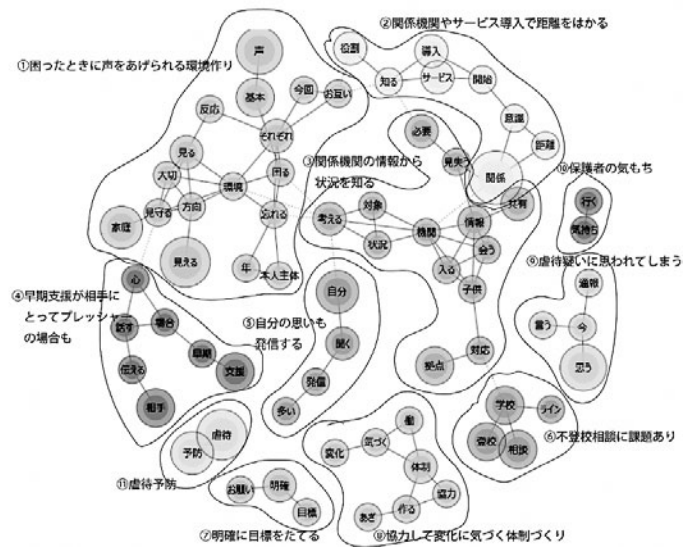 ①困ったときに声をあげられる環境作り
声
基本
今回
お互い
反応
それぞれ
見る
困る
大切
環境
見守る
方向
忘れる
家庭
見える
年
本人主体
②関係機関やサービス導入で距離をはかる
役割
導入
知る
サービス
開始
意識
距離
関係
③関係機関の情報から
状況を知る
必要
見失う
共有
考える
対象
情報
機関
状況
会う
入る
子供
対応
拠点
⑩保護者の気もち
行く
気持ち
④早期支援が相手に
とってプレッシャー
の場合も
心
話す
場合
早期
支援
伝える
相手
⑤自分の思いも
発信する
自分
聞く
発信
多い
⑨虐待疑いに思われてしまう
通報
言う
今
思う
⑥不登校相談に課題あり
学校
ライン
登校
相談
⑪虐待予防
虐待
予防
⑦明確に目標をたてる
お願い
明確
目標
⑧協力して変化に気づく体制づくり
働
変化
気づく
体制
協力
作る
あざ